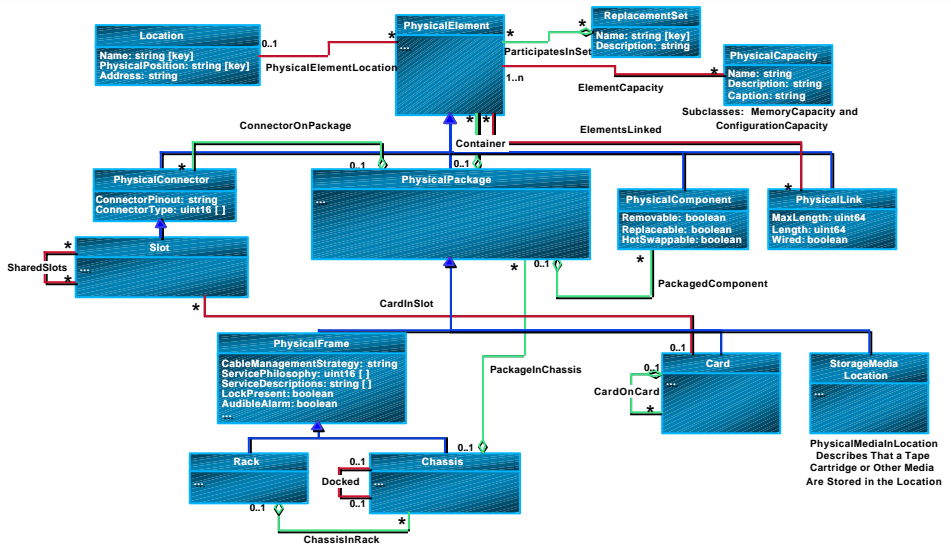 PhysicalElement
...
ReplacementSet
Name: string [key]
Description: string
Location
Name: string [key]
PhysicalPosition: string [key]
Address: string
0..1
*
PhysicalElementLocation
*
*
ParticipatesInSet
1..n
*
ElementCapacity
PhysicalCapacity
Name: string
Description: string
Caption: string
Subclasses: MemoryCapacity and
ConfigurationCapacity
ConnectorOnPackage
*
*
*
Container
ElementsLinked
*
0..1
0..1
*
PhysicalConnector
ConnectorPinout: string
ConnectorType: uint16 [ ]
PhysicalPackage
...
PhysicalComponent
Removable: boolean
Replaceable: boolean
HotSwappable: boolean
PhysicalLink
MaxLength: uint64
Length: uint64
Wired: boolean
Slot
...
*
SharedSlots
*
*
0..1
*
PackagedComponent
*
CardInSlot
0..1
PhysicalFrame
CableManagementStrategy: string
ServicePhilosophy: uint16 [ ]
ServiceDescriptions: string [ ]
LockPresent: boolean
AudibleAlarm: boolean
...
PackageInChassis
0..1
Card
...
0..1
CardOnCard
*
StorageMedia
Location
...
PhysicalMediaInLocation
Describes That a Tape
Cartridge or Other Media
Are Stored in the Location
Rack
...
Chassis
...
0..1
Docked
0..1
0..1
*
ChassisInRack